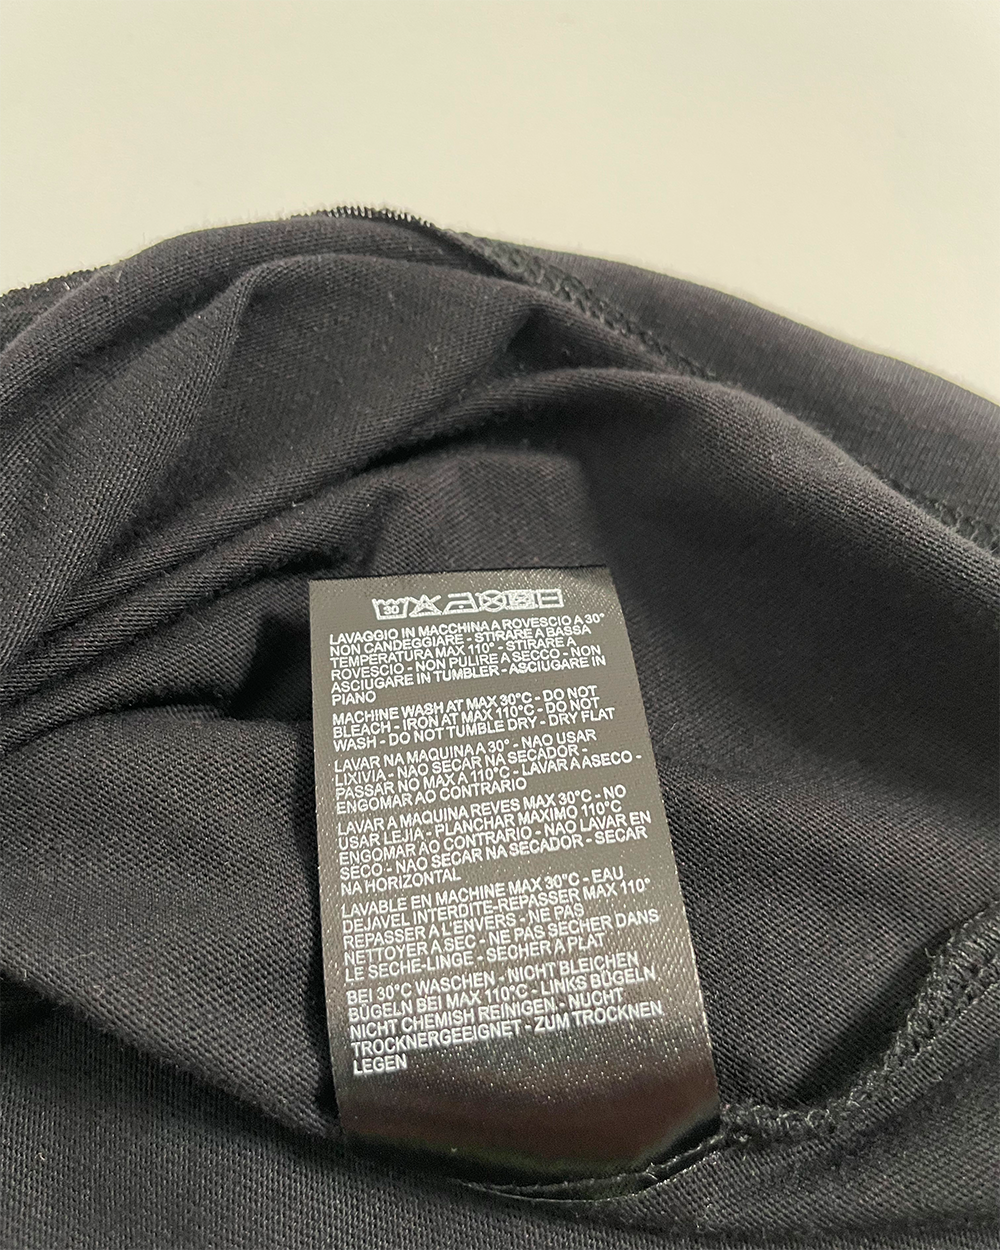 30
LAVAGGIO IN MACCHINA A ROVESCIO A 30°
NON CANDEGGIARE - STIRARE A BASSA
TEMPERATURA MAX 110° - STIRARE A
ROVESCIO - NON PULIRE A SECCO - NON
ASCIUGARE IN TUMBLER - ASCIUGARE IN
PIANO
MACHINE WASH AT MAX 30°C - DO NOT
BLEACH - IRON AT MAX 110°C - DO NOT
WASH - DO NOT TUMBLE DRY - DRY FLAT
LAVAR NA MAQUINA A 30° - NAO USAR
LIXIVIA - NAO SECAR NA SECADOR -
PASSAR NO MAX A 110°C - LAVAR A ASECO -
ENGOMAR AO CONTRARIO
LAVAR A MAQUINA REVES MAX 30°C - NO
USAR LEJIA - PLANCHAR MAXIMO 110°C
ENGOMAR AO CONTRARIO - NAO LAVAR EN
SECO - NAO SECAR NA SECADOR - SECAR
NA HORIZONTAL
LAVABLE EN MACHINE MAX 30°C - EAU
DEJAVEL INTERDITE-REPASSER MAX 110°
REPASSER A L'ENVERS - NE PAS
NETTOYER A SEC - NE PAS SECHER DANS
LE SECHE-LINGE - SECHER A PLAT
BEI 30°C WASCHEN - NICHT BLEICHEN
BÜGELN BEI MAX 110°C - LINKS BÜGELN
NICHT CHEMISH REINIGEN - NUCHT
TROCKNERGEEIGNET - ZUM TROCKNEN
LEGEN